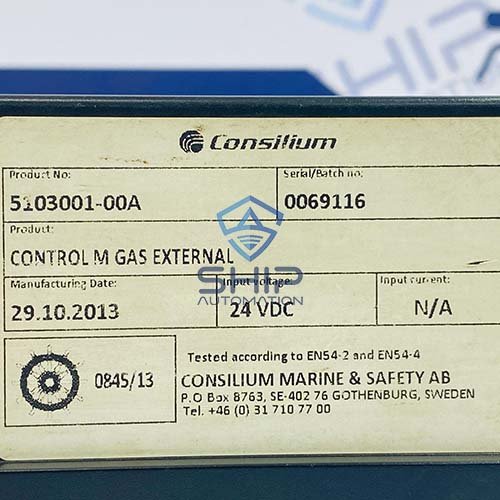 Consilium
Product No: Serial/Batch no:
5103001-00A 0069116
Product:
CONTROL M GAS EXTERNAL
SHIP
AUTOMATION
Manufacturing Date: Input voltage: Input current:
29.10.2013 24 VDC N/A
Tested according to EN54-2 and EN54-4
0845/13 CONSILIUM MARINE & SAFETY AB
P.O Box 8763, SE-402 76 GOTHENBURG, SWEDEN
Tel. +46 (0) 31 710 77 00